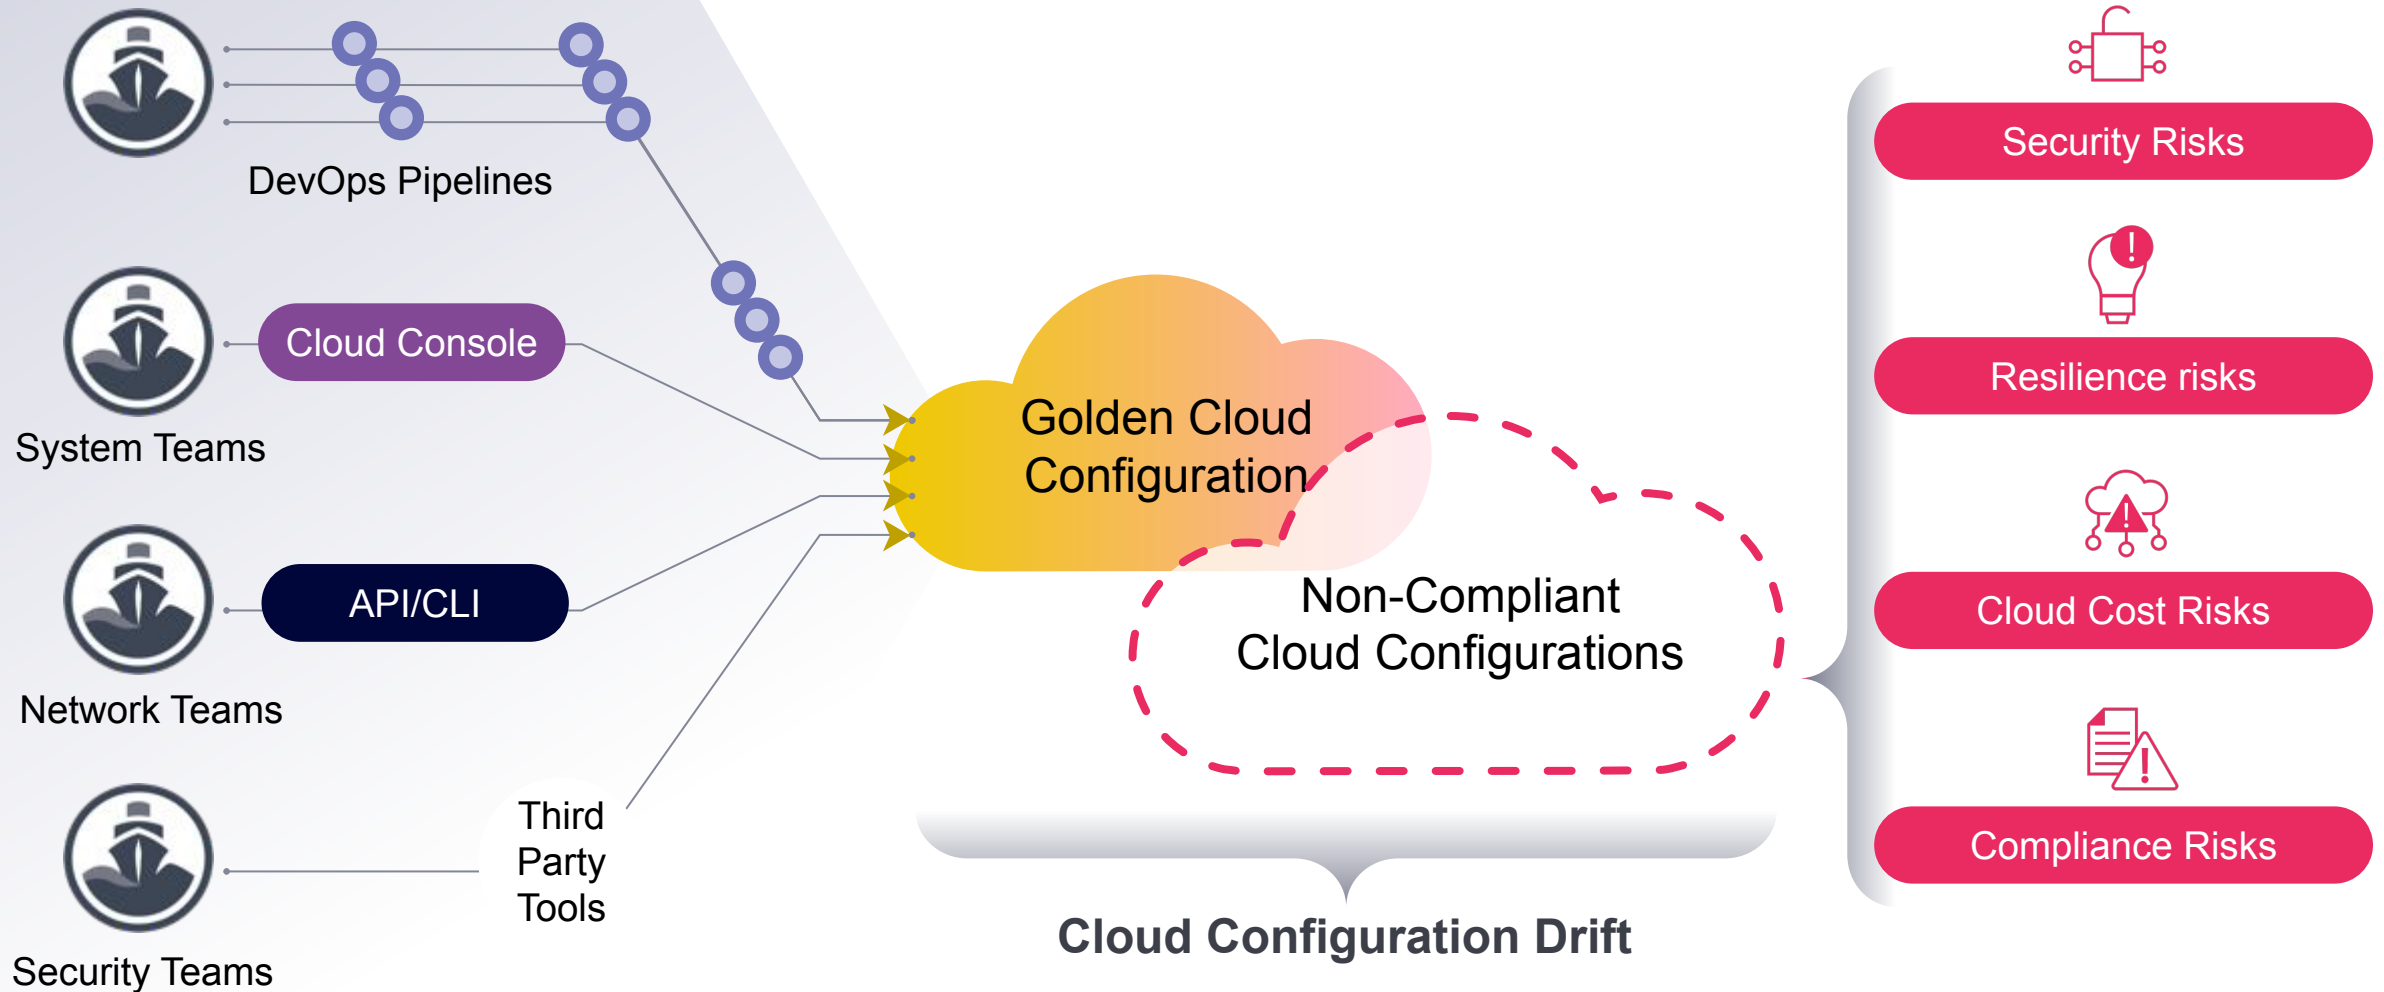 DevOps Pipelines
Cloud Console
System Teams
API/CLI
Network Teams
Third
Party
Tools
Security Teams
Golden Cloud
Configuration
Non-Compliant
Cloud Configurations
Cloud Configuration Drift
Security Risks
Resilience risks
Cloud Cost Risks
Compliance Risks